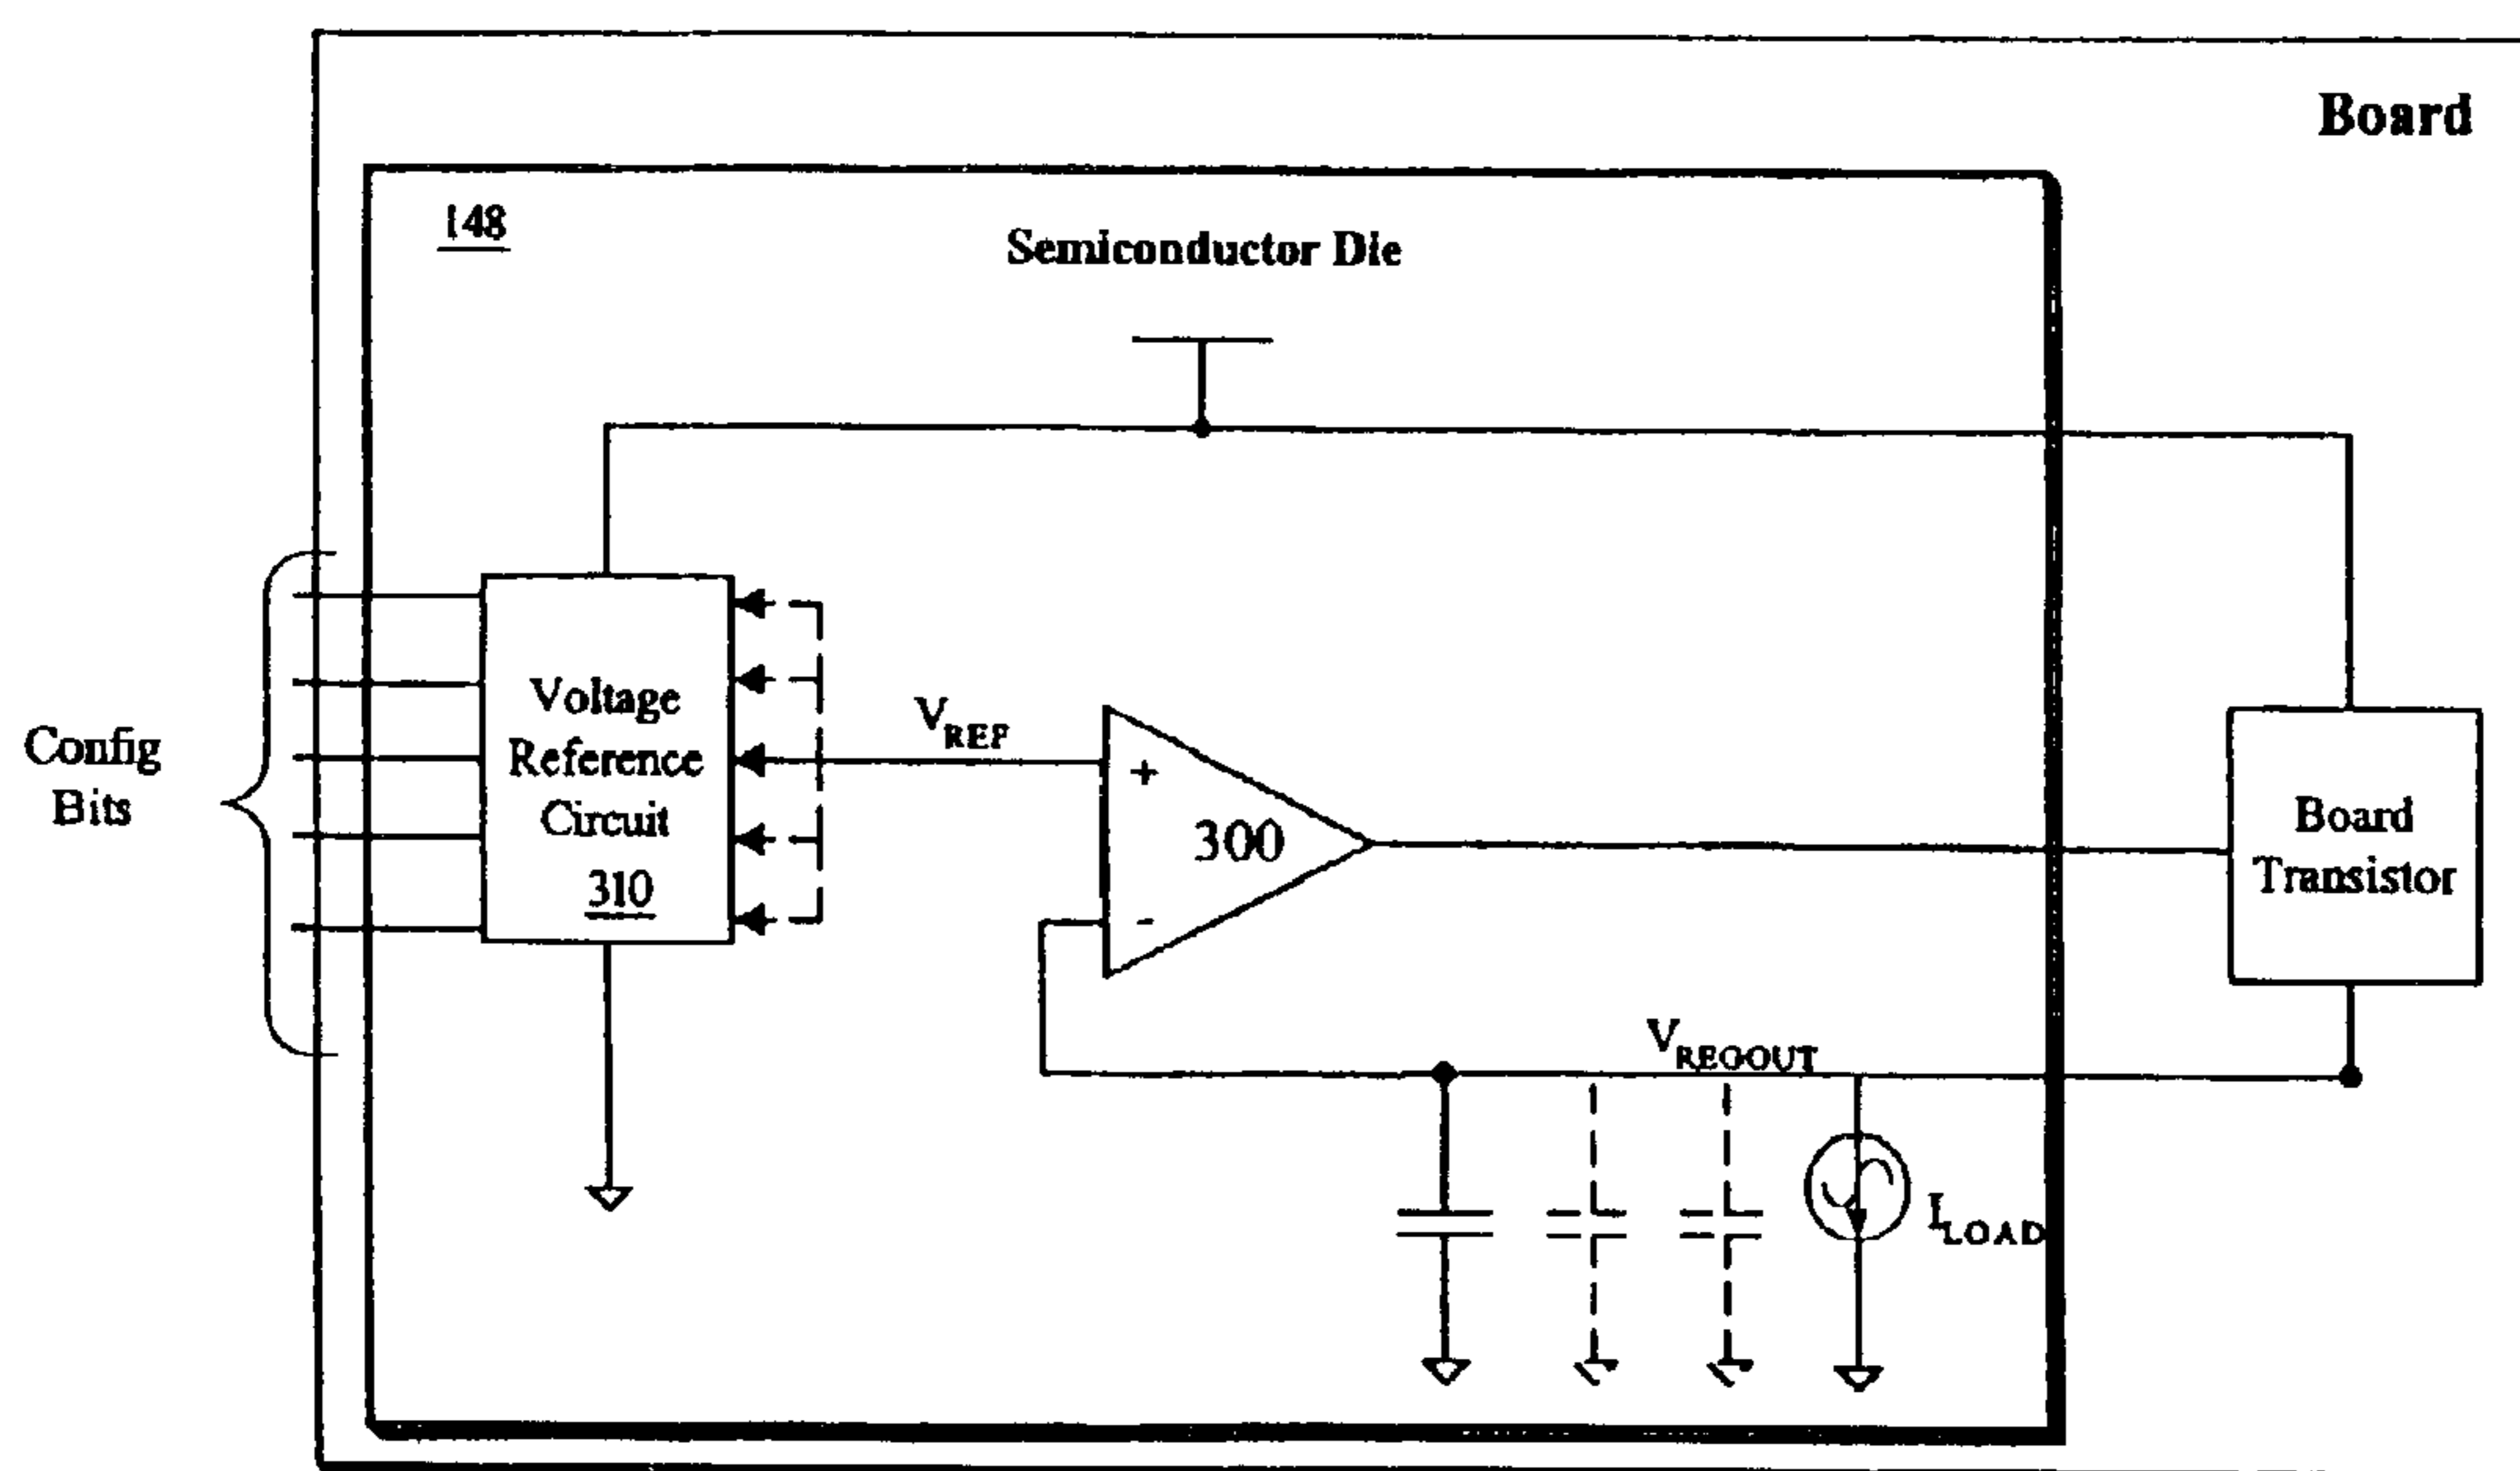 Board
148
Semiconductor Die
Config
Bits
Voltage
Reference
Circuit
310
VREF
+
300
-
Board
Transistor
VREGOUT
ILOAD